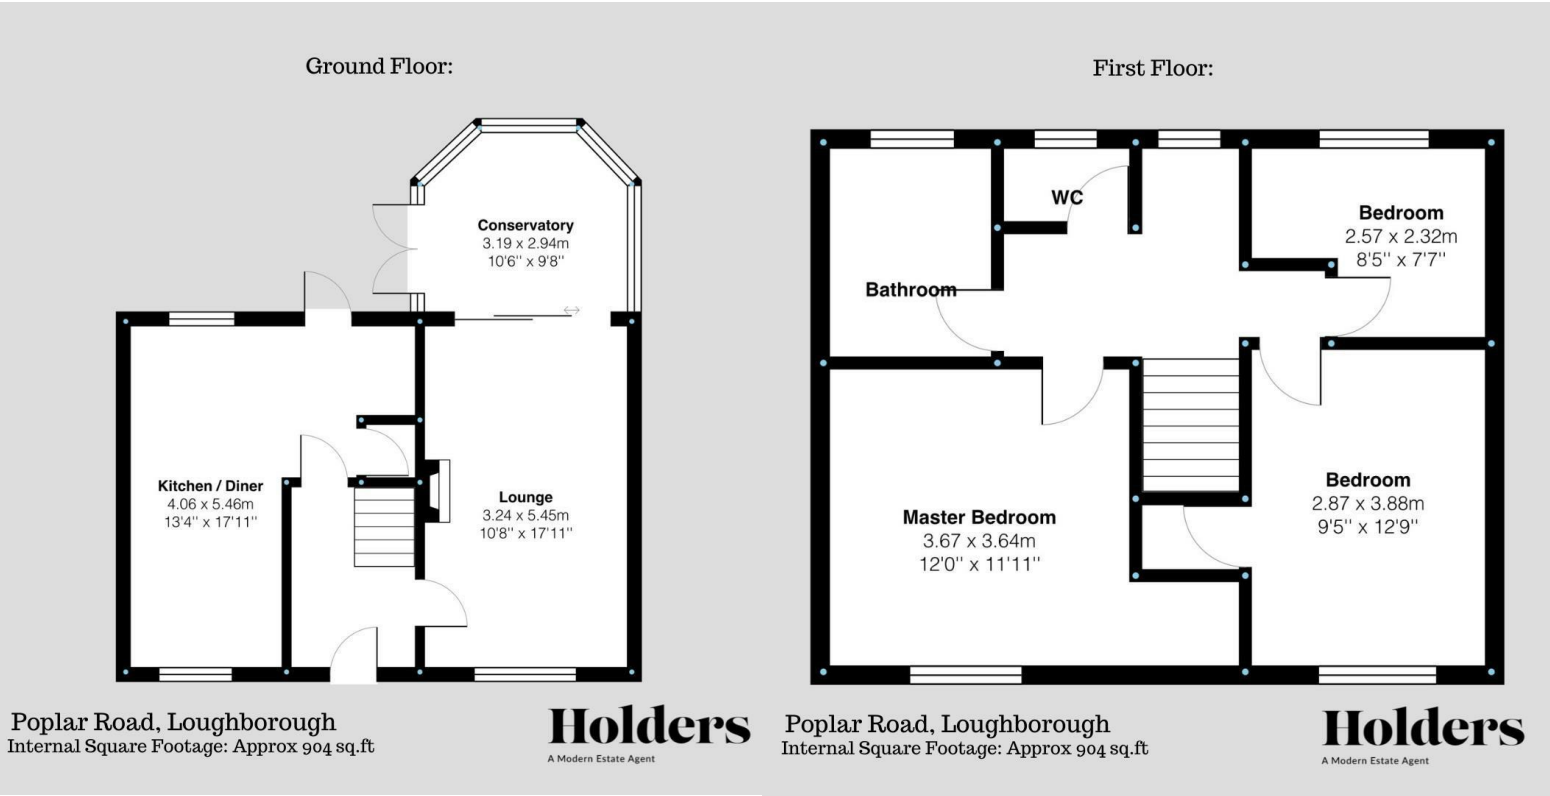 Ground Floor:
Conservatory
3.19 x 2.94m
10'6'' x 9'8''
Kitchen / Diner
4.06 x 5.46m
13'4'' x 17'11''
Lounge
3.24 x 5.45m
10'8'' x 17'11''
Poplar Road, Loughborough
Internal Square Footage: Approx 904 sq.ft
Holders
A Modern Estate Agent
First Floor:
WC
Bedroom
2.57 x 2.32m
8'5'' x 7'7''
Bathroom
Bedroom
2.87 x 3.88m
9'5'' x 12'9''
Master Bedroom
3.67 x 3.64m
12'0'' x 11'11''
Poplar Road, Loughborough
Internal Square Footage: Approx 904 sq.ft
Holders
A Modern Estate Agent